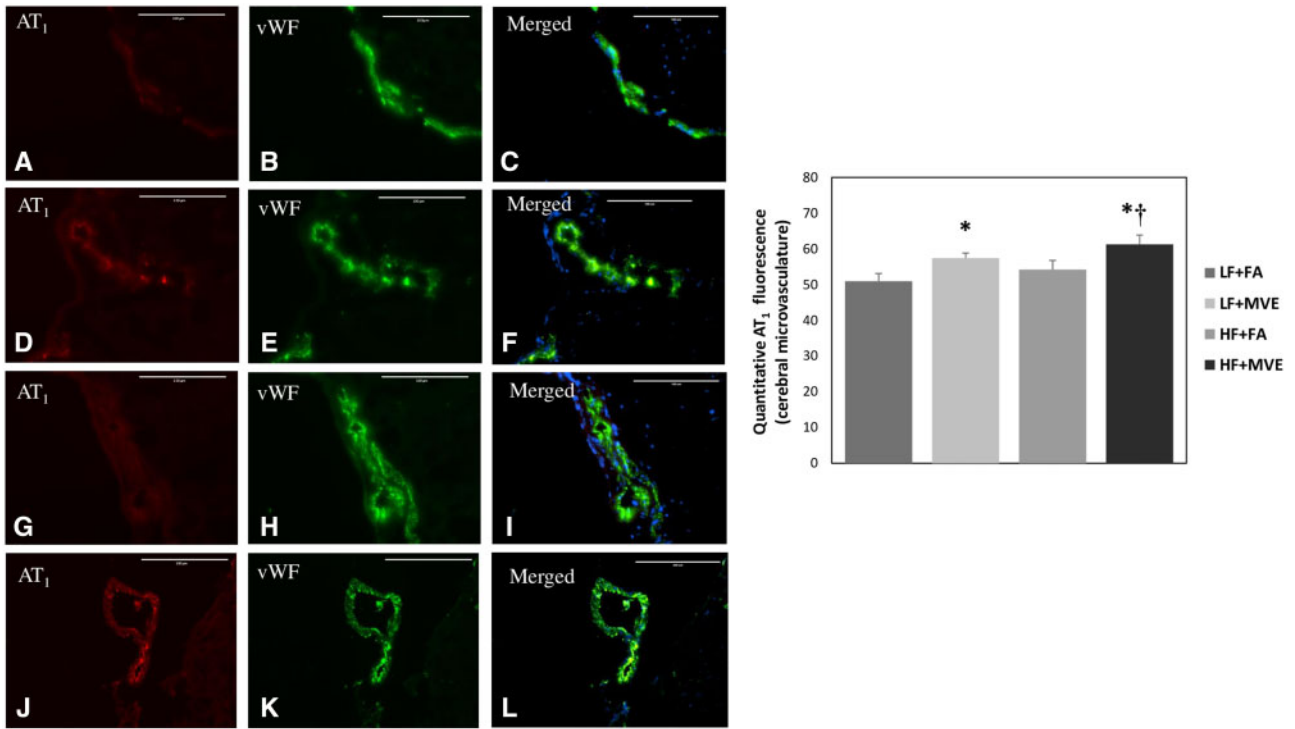 AT1 vWF Merged
A B C
AT1 vWF Merged
D E F
AT1 vWF Merged
G H I
AT1 vWF Merged
J K L
Quantitative AT1 fluorescence
(cerebral microvasculature)
80
70
60
50
40
30
20
10
0
*
*†
LF+FA
LF+MVE
HF+FA
HF+MVE